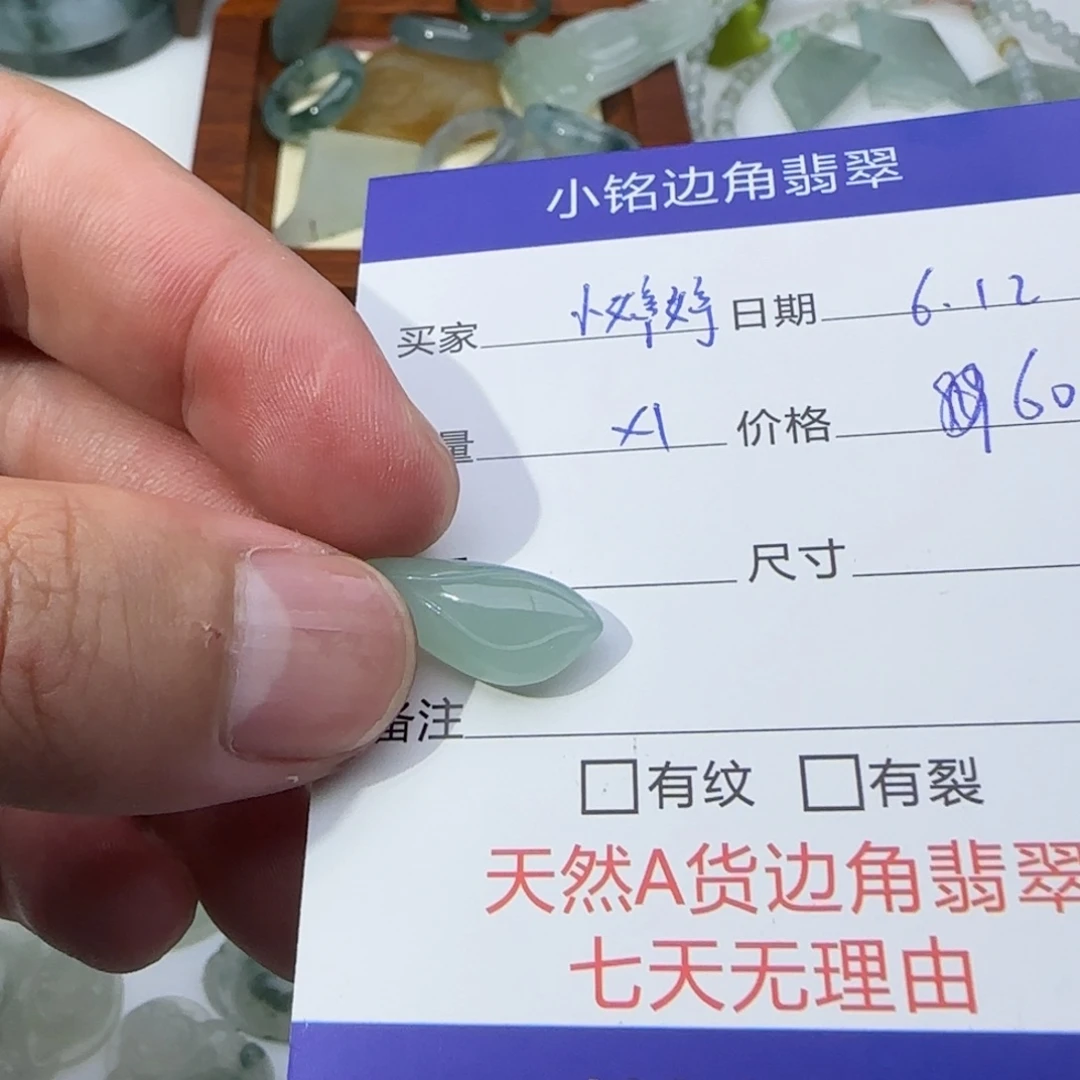 小铭边角翡翠
买家 小婷婷 日期 6.12
量 x1 价格 60
尺寸
备注
有纹 有裂
天然A货边角翡翠
七天无理由